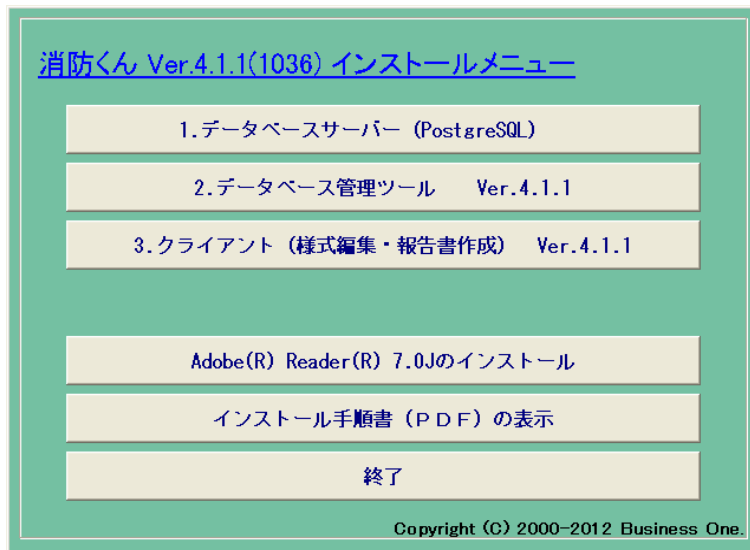 消防くん Ver.4.1.1(1036) インストールメニュー
1.データベースサーバー (PostgreSQL)
2.データベース管理ツール　Ver.4.1.1
3.クライアント (様式編集・報告書作成)　Ver.4.1.1
Adobe(R) Reader(R) 7.0Jのインストール
インストール手順書（ＰＤＦ）の表示
終了
Copyright (C) 2000-2012 Business One.